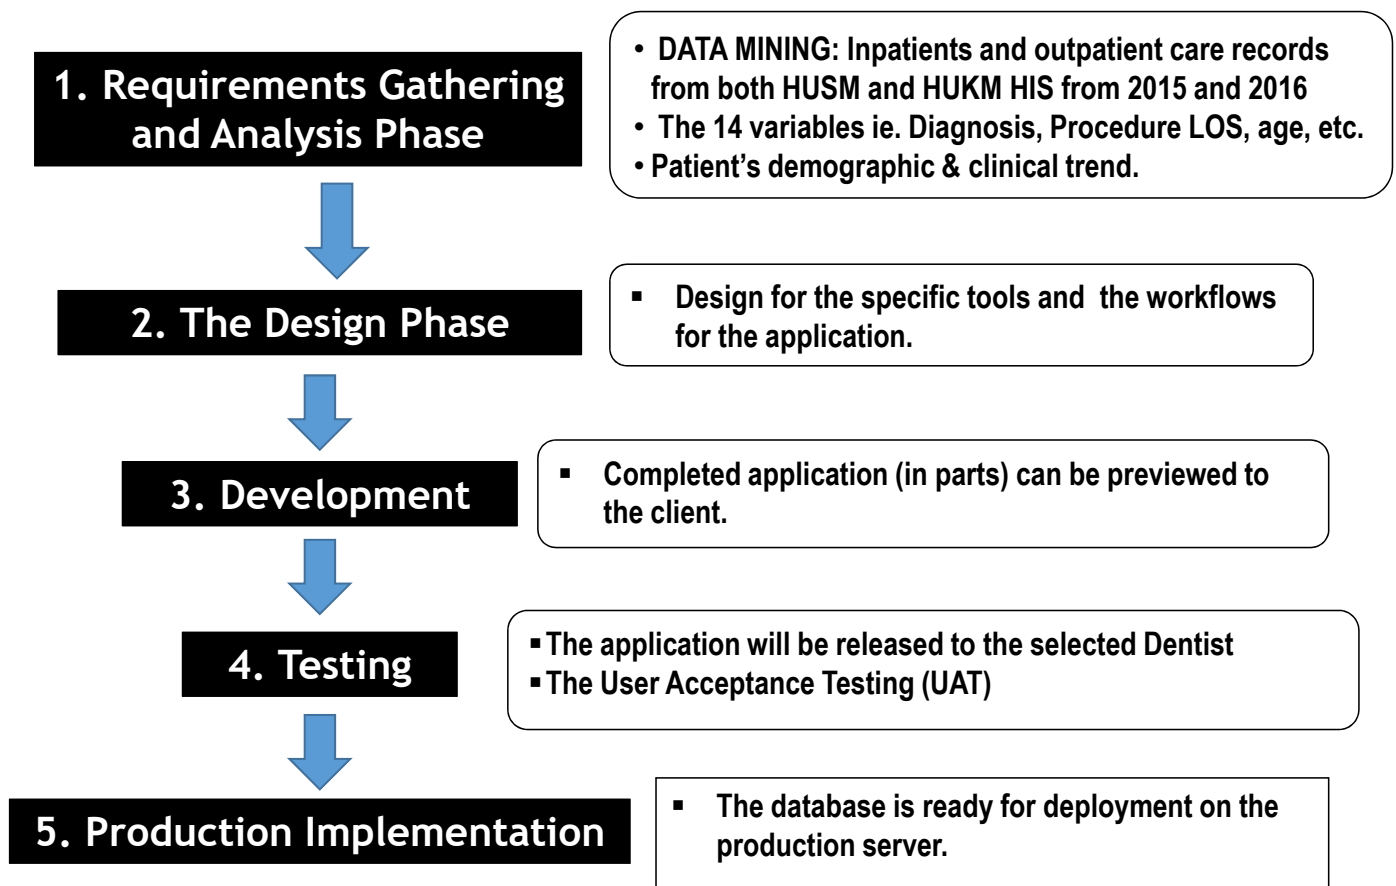 1. Requirements Gathering
and Analysis Phase
• DATA MINING: Inpatients and outpatient care records
from both HUSM and HUKM HIS from 2015 and 2016
• The 14 variables ie. Diagnosis, Procedure LOS, age, etc.
• Patient’s demographic & clinical trend.
2. The Design Phase
▪ Design for the specific tools and the workflows
for the application.
3. Development
▪ Completed application (in parts) can be previewed to
the client.
4. Testing
▪ The application will be released to the selected Dentist
▪ The User Acceptance Testing (UAT)
5. Production Implementation
▪ The database is ready for deployment on the
production server.